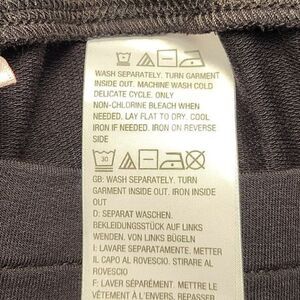 WASH SEPARATELY. TURN GARMENT
INSIDE OUT. MACHINE WASH COLD
DELICATE CYCLE. ONLY
NON-CHLORINE BLEACH WHEN
NEEDED. LAY FLAT TO DRY. COOL
IRON IF NEEDED. IRON ON REVERSE
SIDE
30
GB: WASH SEPARATELY. TURN
GARMENT INSIDE OUT. IRON INSIDE
OUT
D: SEPARAT WASCHEN.
BEKLEIDUNGSSTÜCK AUF LINKS
WENDEN. VON LINKS BÜGELN
I: LAVARE SEPARATAMENTE. METTER
IL CAPO AL ROVESCIO. STIRARE AL
ROVESCIO
F: LAVER SÉPARÉMENT. METTRE LE
VÊTEMENT À L'ENVERS. REPASSER